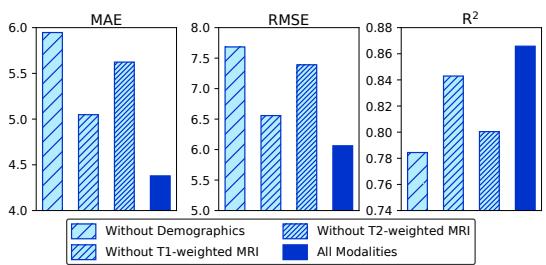 MAE
RMSE
R²
6.0
5.5
5.0
4.5
4.0
8.0
7.5
7.0
6.5
6.0
5.5
5.0
0.88
0.86
0.84
0.82
0.80
0.78
0.76
0.74
Without Demographics
Without T1-weighted MRI
Without T2-weighted MRI
All Modalities